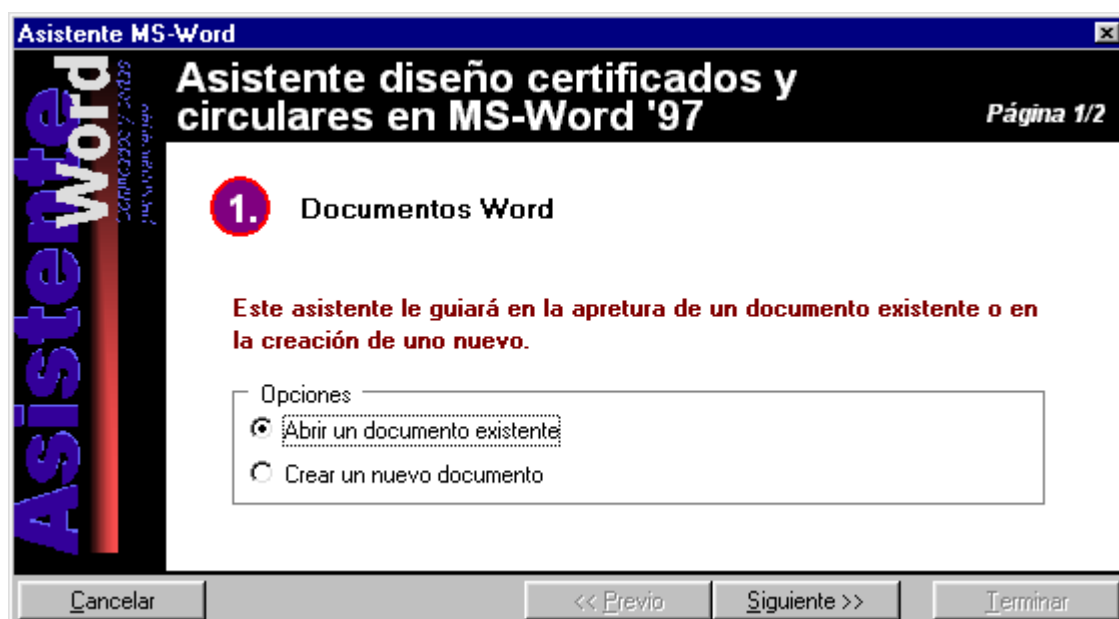 Asistente MS-Word
Asistente diseño certificados y
circulares en MS-Word '97
Página 1/2
Asistente
Word
1. Documentos Word
Este asistente le guiará en la apretura de un documento existente o en
la creación de uno nuevo.
Opciones
Abrir un documento existente
Crear un nuevo documento
Cancelar
<< Previo
Siguiente >>
Terminar